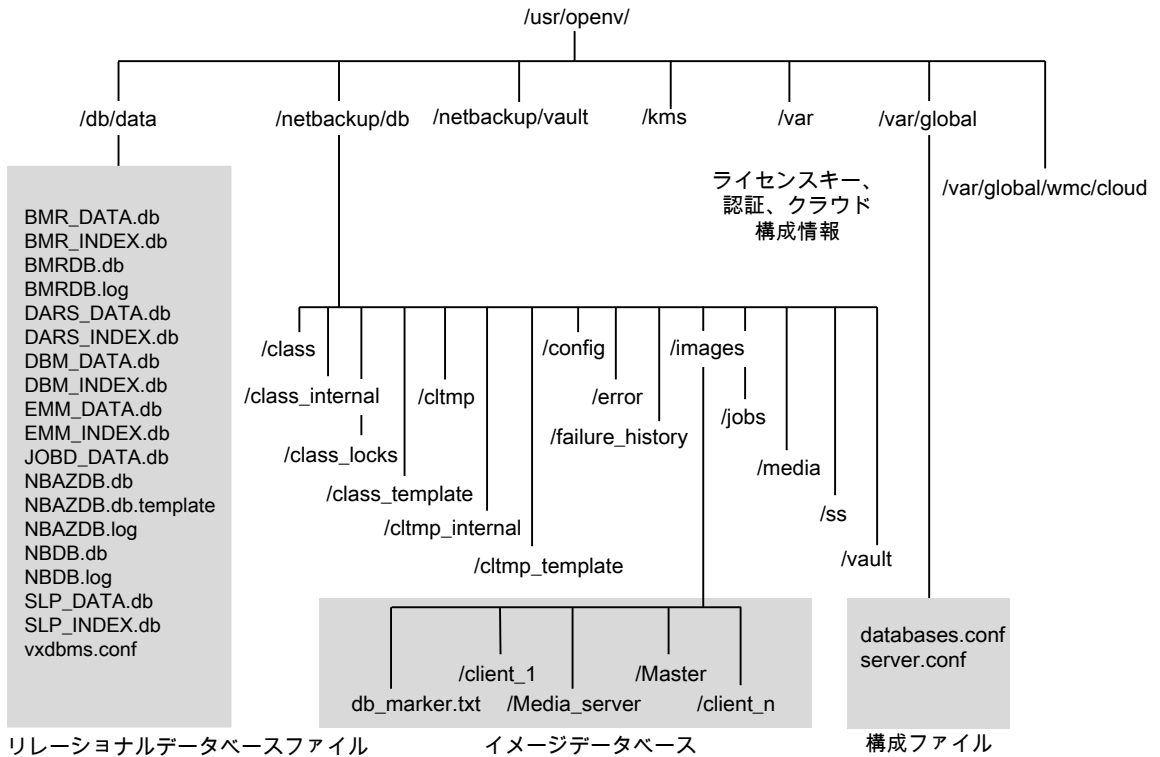 /usr/openv/
/db/data
/netbackup/db
/netbackup/vault
/kms
/var
/var/global
/var/global/wmc/cloud
ライセンスキー、
認証、クラウド
構成情報
BMR_DATA.db
BMR_INDEX.db
BMRDB.db
BMRDB.log
DARS_DATA.db
DARS_INDEX.db
DBM_DATA.db
DBM_INDEX.db
EMM_DATA.db
EMM_INDEX.db
JOBD_DATA.db
NBAZDB.db
NBAZDB.db.template
NBAZDB.log
NBDB.db
NBDB.log
SLP_DATA.db
SLP_INDEX.db
vxdbms.conf
/class
/class_internal
/class_locks
/class_template
/cltmp
/cltmp_internal
/cltmp_template
/config
/error
/failure_history
/images
/jobs
/media
/ss
/vault
db_marker.txt
/client_1
/Media_server
/Master
/client_n
databases.conf
server.conf
リレーショナルデータベースファイル
イメージデータベース
構成ファイル